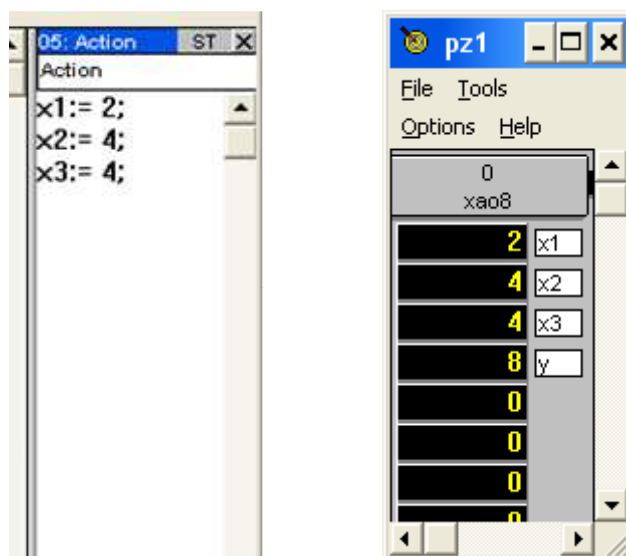 05: Action ST
Action
x1:= 2;
x2:= 4;
x3:= 4;
pz1
File Tools
Options Help
0
xao8
2 x1
4 x2
4 x3
8 y
0
0
0
0